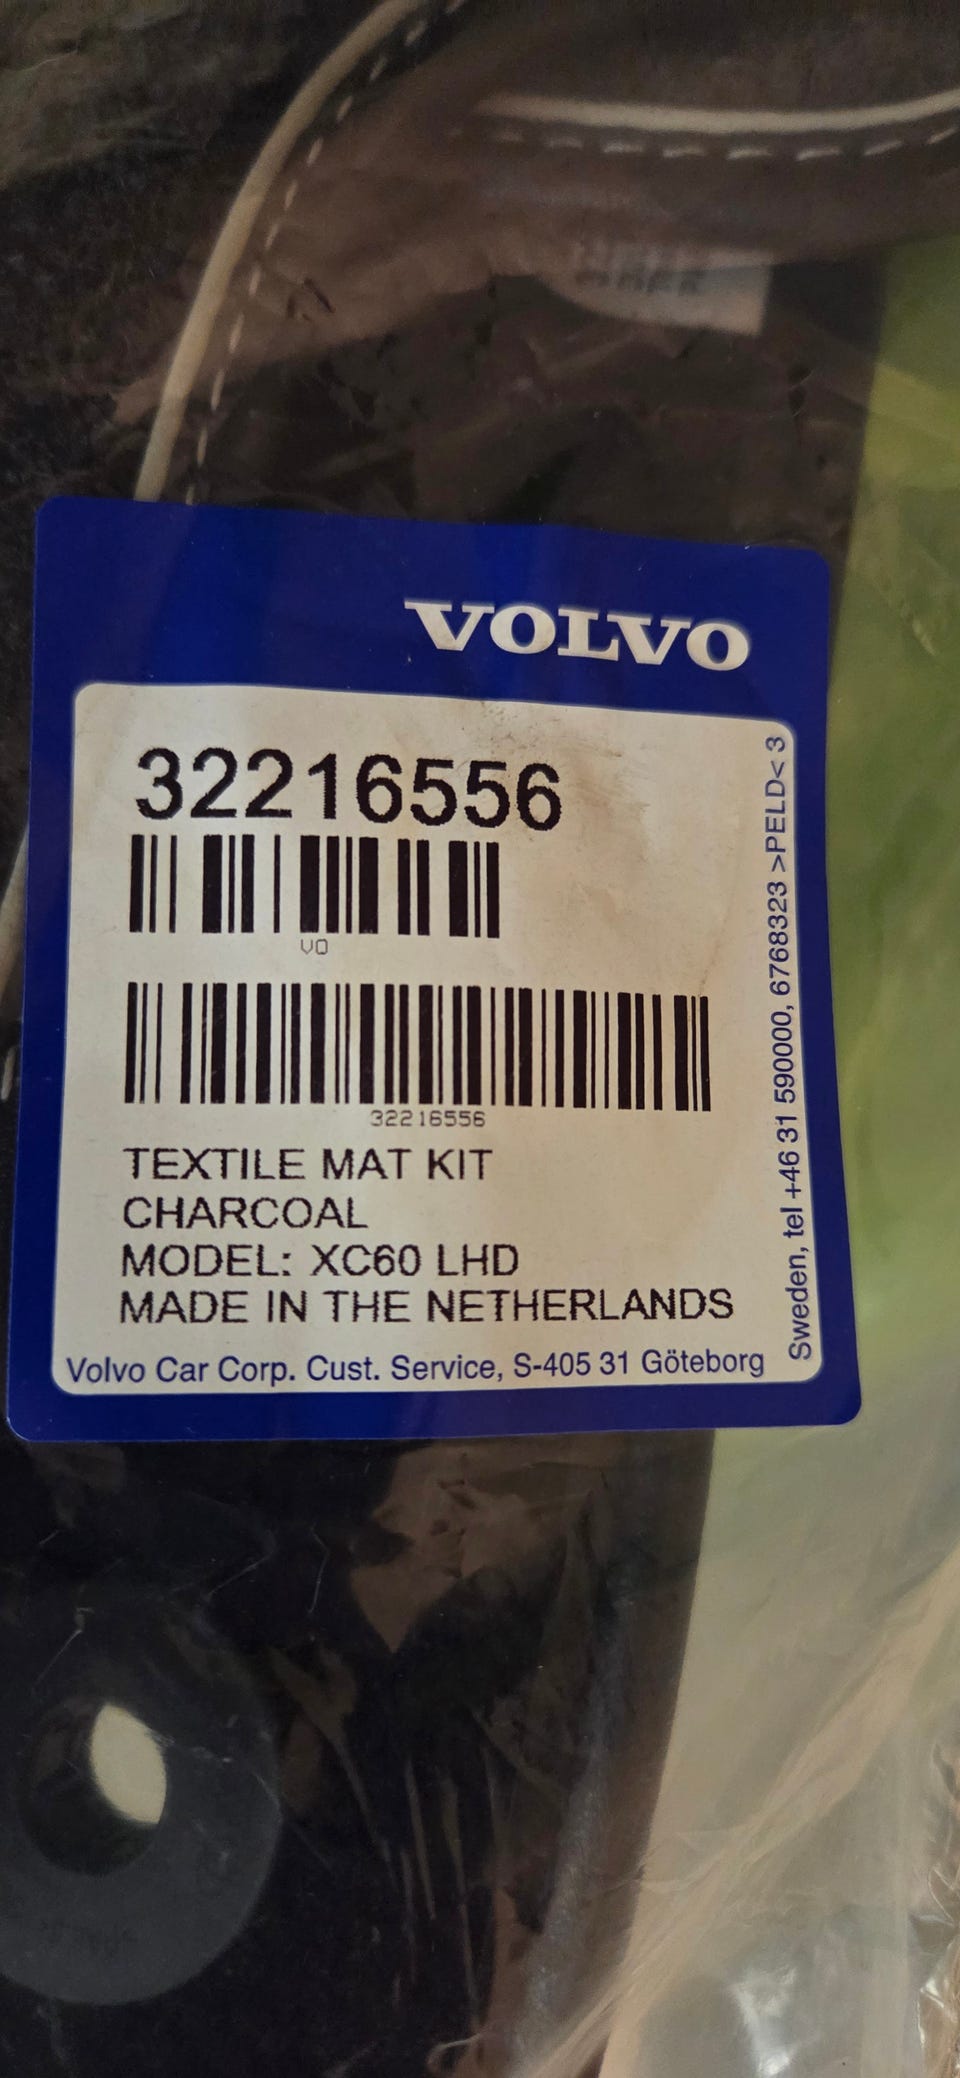 VOLVO
32216556
VO
32216556
TEXTILE MAT KIT
CHARCOAL
MODEL: XC60 LHD
MADE IN THE NETHERLANDS
Volvo Car Corp. Cust. Service, S-405 31 Göteborg
Sweden, tel +46 31 590000, 6768323 >PELD< 3